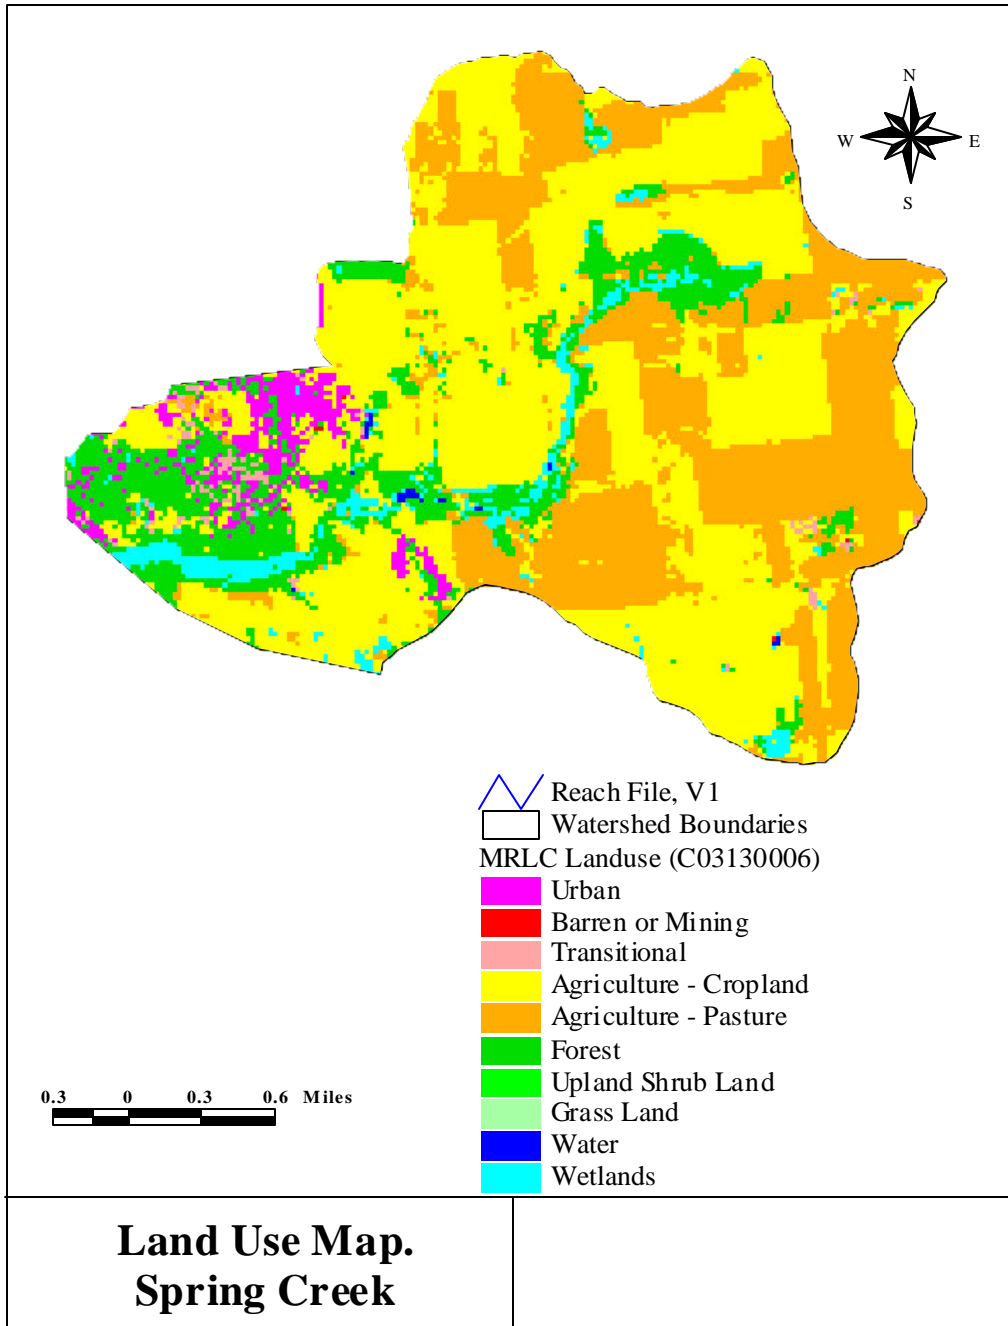 N
W E
S
Reach File, V1
Watershed Boundaries
MRLC Landuse (C03130006)
Urban
Barren or Mining
Transitional
Agriculture - Cropland
Agriculture - Pasture
Forest
Upland Shrub Land
Grass Land
Water
Wetlands
0.3 0 0.3 0.6 Miles
Land Use Map.
Spring Creek